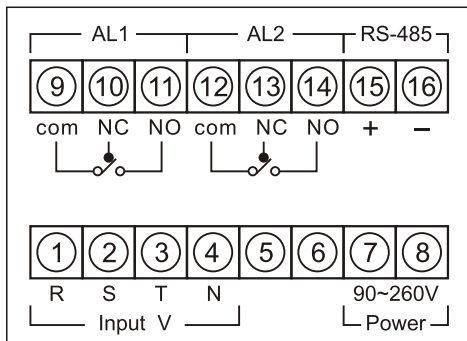 AL1 AL2 RS-485
9 10 11 12 13 14 15 16
com NC NO com NC NO + −
1 2 3 4 5 6 7 8
R S T N 90~260V
Input V Power